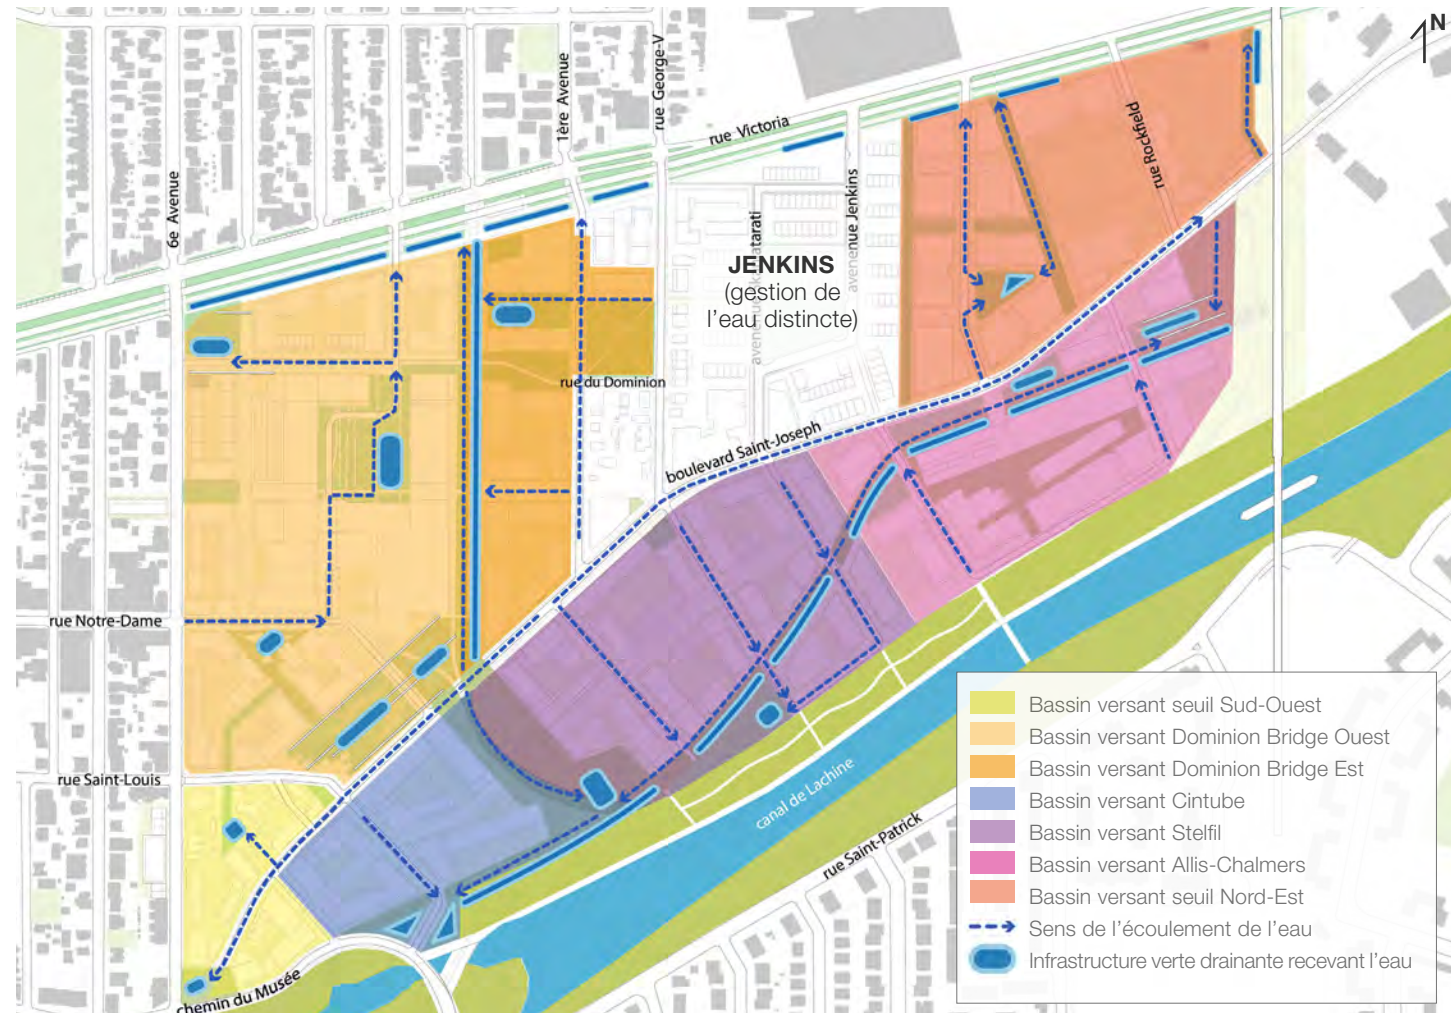 N
rue George-V
1ère Avenue
rue Victoria
6e Avenue
rue Rockfield
avenenue Jenkins
JENKINS
(gestion de
l'eau distincte)
rue du Dominion
boulevard Saint-Joseph
rue Notre-Dame
rue Saint-Louis
canal de Lachine
rue Saint-Patrick
chemin du Musée
Bassin versant seuil Sud-Ouest
Bassin versant Dominion Bridge Ouest
Bassin versant Dominion Bridge Est
Bassin versant Cintube
Bassin versant Stelfil
Bassin versant Allis-Chalmers
Bassin versant seuil Nord-Est
Sens de l'écoulement de l'eau
Infrastructure verte drainante recevant l'eau